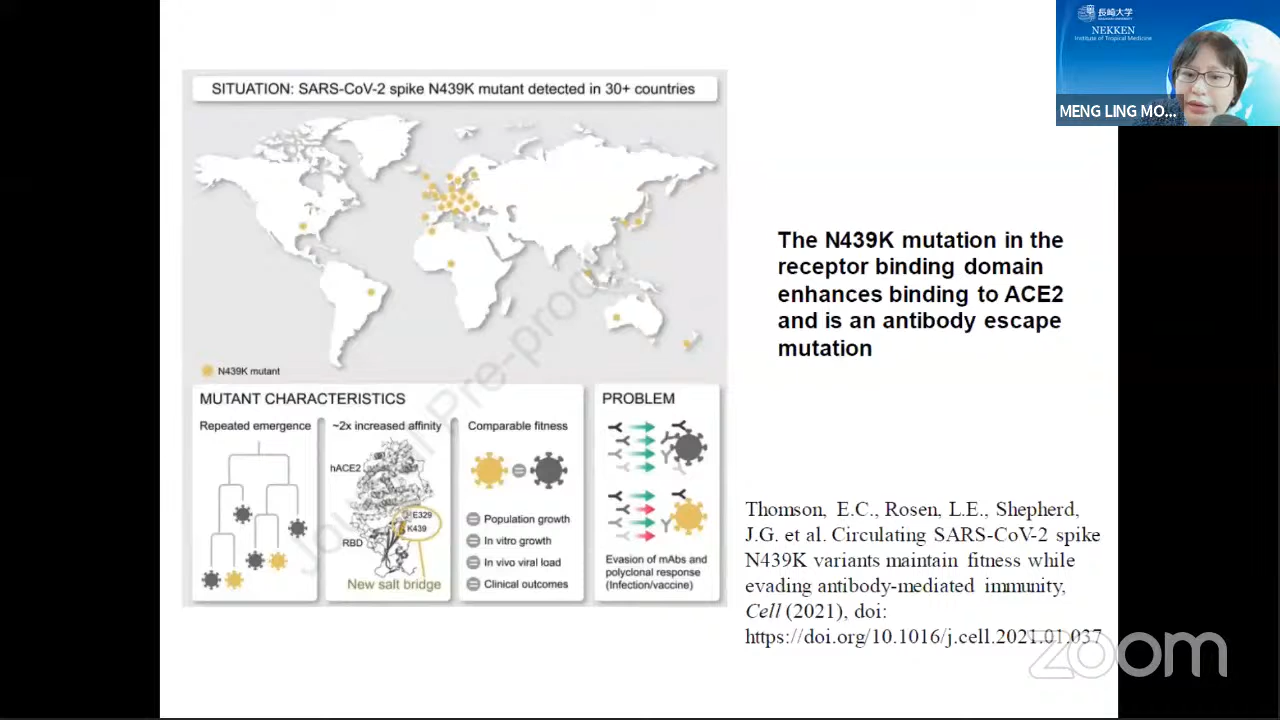 長崎大学
NEKKEN
Institute of Tropical Medicine
MENG LING MO...
SITUATION: SARS-CoV-2 spike N439K mutant detected in 30+ countries
N439K mutant
Journal Pre-proof
The N439K mutation in the
receptor binding domain
enhances binding to ACE2
and is an antibody escape
mutation
MUTANT CHARACTERISTICS
Repeated emergence
~2x increased affinity
hACE2
E329
K439
RBD
New salt bridge
Comparable fitness
Population growth
In vitro growth
In vivo viral load
Clinical outcomes
PROBLEM
Evasion of mAbs and
polyclonal response
(Infection/vaccine)
Thomson, E.C., Rosen, L.E., Shepherd,
J.G. et al. Circulating SARS-CoV-2 spike
N439K variants maintain fitness while
evading antibody-mediated immunity,
Cell (2021), doi:
https://doi.org/10.1016/j.cell.2021.01.037
zoom